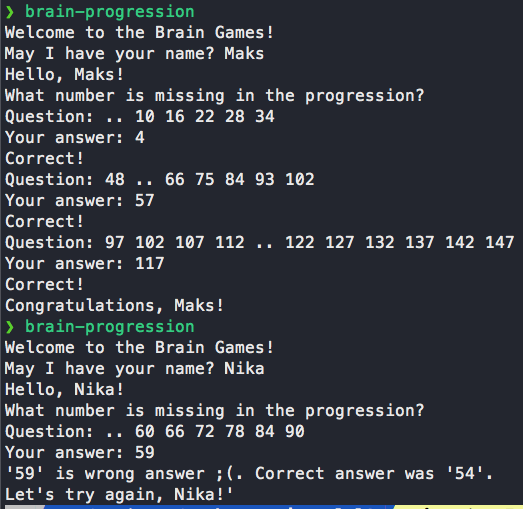 ❯ brain-progression
Welcome to the Brain Games!
May I have your name? Maks
Hello, Maks!
What number is missing in the progression?
Question: .. 10 16 22 28 34
Your answer: 4
Correct!
Question: 48 .. 66 75 84 93 102
Your answer: 57
Correct!
Question: 97 102 107 112 .. 122 127 132 137 142 147
Your answer: 117
Correct!
Congratulations, Maks!
❯ brain-progression
Welcome to the Brain Games!
May I have your name? Nika
Hello, Nika!
What number is missing in the progression?
Question: .. 60 66 72 78 84 90
Your answer: 59
'59' is wrong answer ;(. Correct answer was '54'.
Let's try again, Nika!'